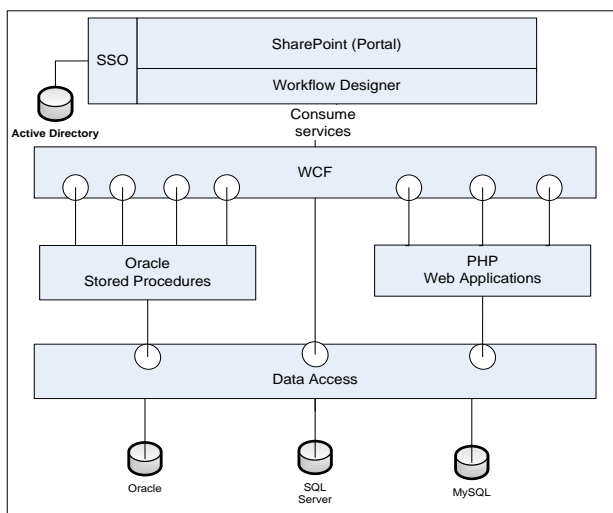 SSO
SharePoint (Portal)
Workflow Designer
Active Directory
Consume
services
WCF
Oracle
Stored Procedures
PHP
Web Applications
Data Access
Oracle
SQL
Server
MySQL